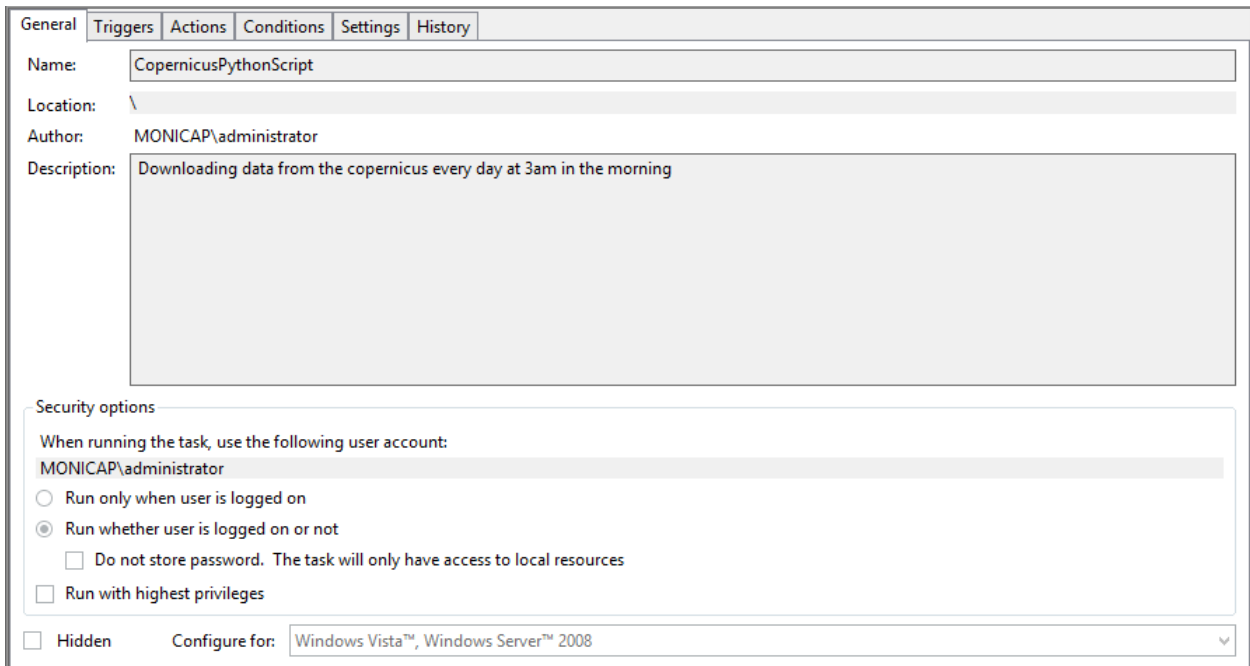 General Triggers Actions Conditions Settings History
Name: CopernicusPythonScript
Location: \
Author: MONICAP\administrator
Description: Downloading data from the copernicus every day at 3am in the morning
Security options
When running the task, use the following user account:
MONICAP\administrator
Run only when user is logged on
Run whether user is logged on or not
Do not store password. The task will only have access to local resources
Run with highest privileges
Hidden Configure for: Windows Vista™, Windows Server™ 2008